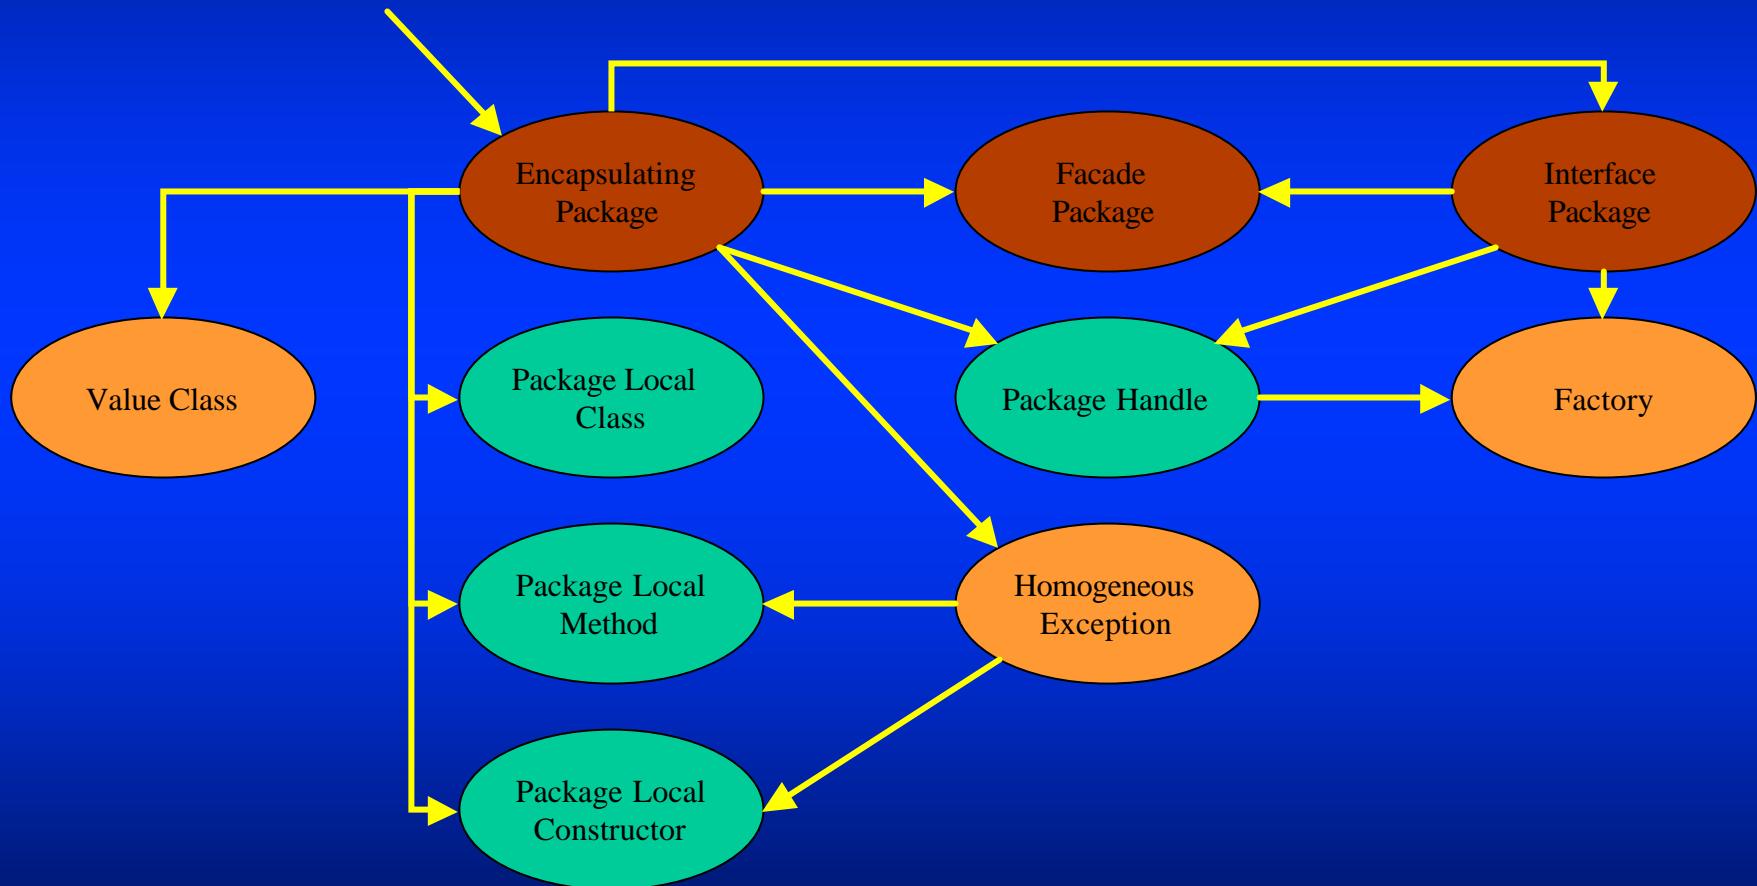 Encapsulating
Package
Facade
Package
Interface
Package
Value Class
Package Local
Class
Package Handle
Factory
Package Local
Method
Homogeneous
Exception
Package Local
Constructor